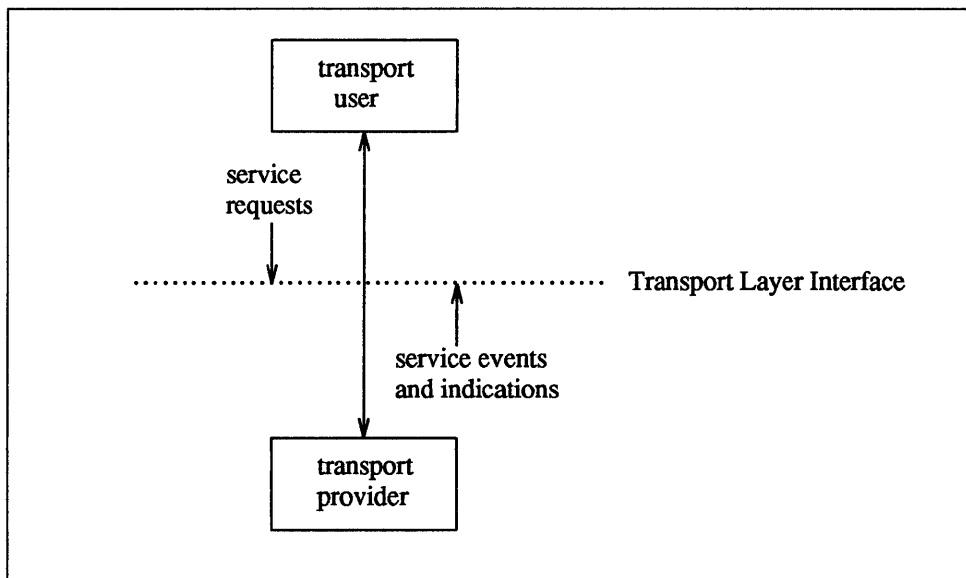 transport
user
service
requests
Transport Layer Interface
service events
and indications
transport
provider